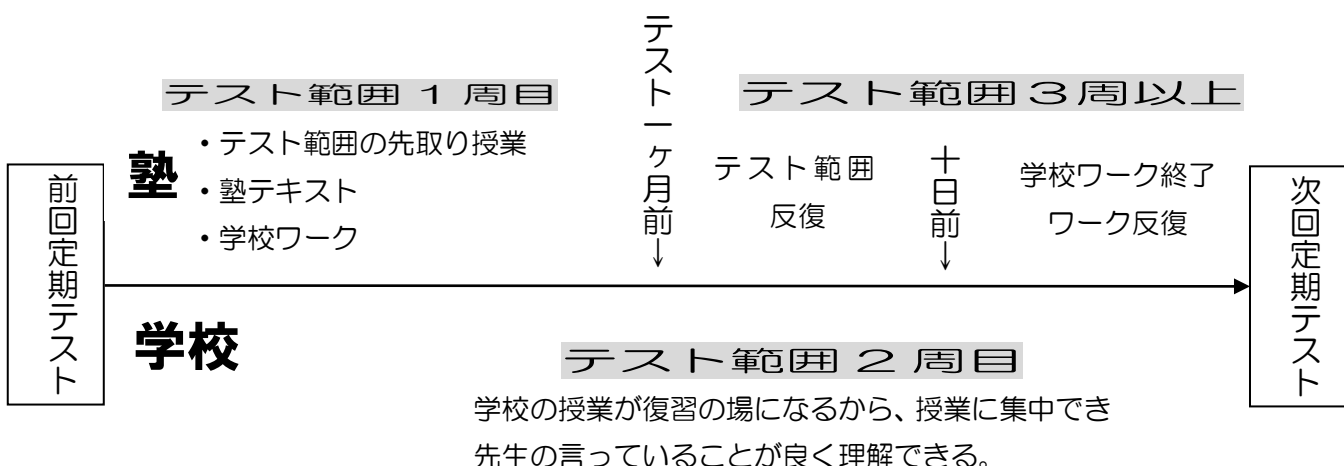 前回定期テスト
塾
テスト範囲1周目
・テスト範囲の先取り授業
・塾テキスト
・学校ワーク
テスト一ヶ月前→
テスト範囲3周以上
テスト範囲
反復
十日前→
学校ワーク終了
ワーク反復
次回定期テスト
学校
テスト範囲2周目
学校の授業が復習の場になるから、授業に集中でき
先生の言っていることが良く理解できる。